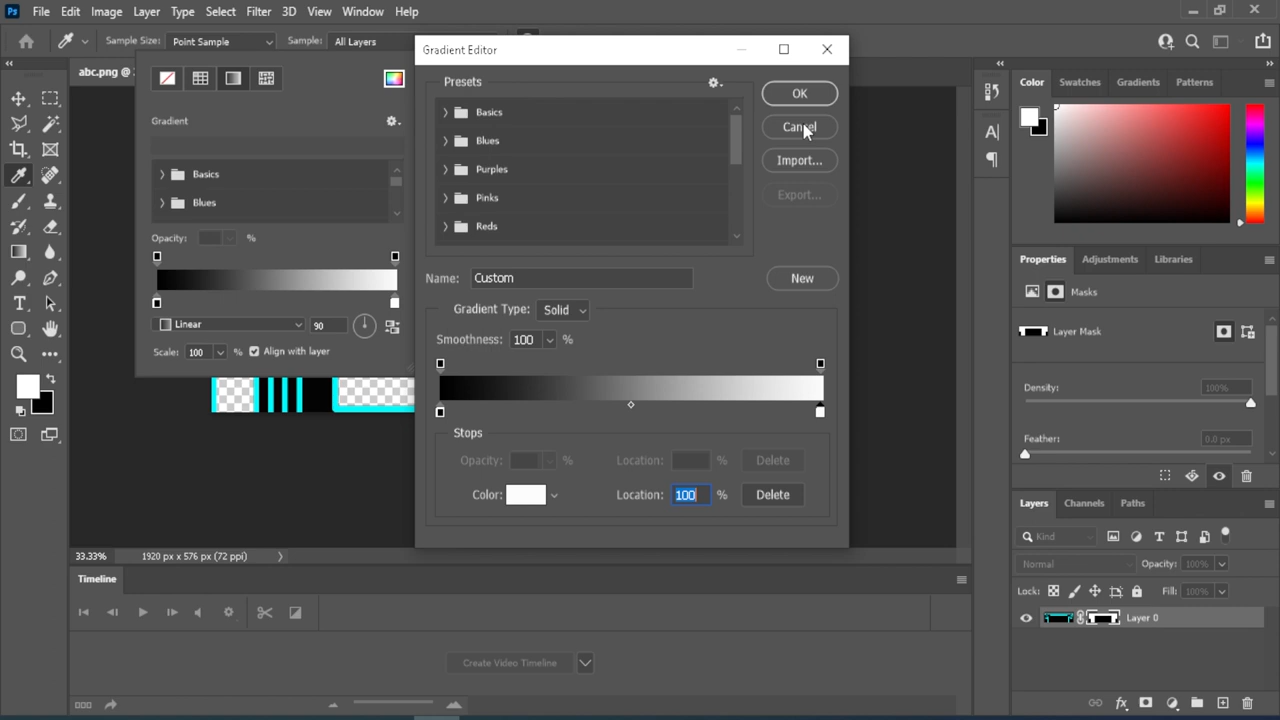 Ps File Edit Image Layer Type Select Filter 3D View Window Help
Sample Size: Point Sample Sample: All Layers
abc.png @
Gradient
Basics
Blues
Opacity: %
Linear 90
Scale: 100 % Align with layer
Gradient Editor
Presets
Basics
Blues
Purples
Pinks
Reds
OK
Cancel
Import...
Export...
Name: Custom New
Gradient Type: Solid
Smoothness: 100 %
Stops
Opacity: % Location: % Delete
Color: Location: 100 % Delete
33.33% 1920 px x 576 px (72 ppi)
Timeline
Create Video Timeline
Color Swatches Gradients Patterns
Properties Adjustments Libraries
Masks
Layer Mask
Density: 100%
Feather: 0.0 px
Layers Channels Paths
Kind
Normal Opacity: 100%
Lock: Fill: 100%
Layer 0
fx